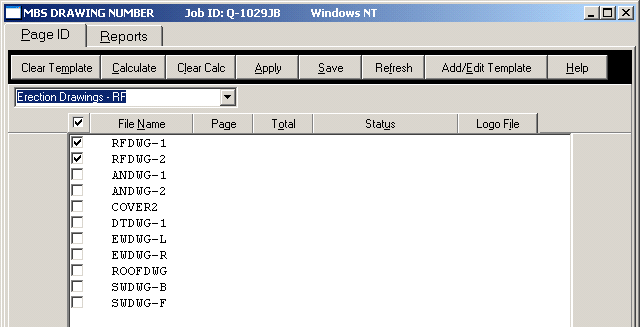 MBS DRAWING NUMBER Job ID: Q-1029JB Windows NT
Page ID Reports
Clear Template Calculate Clear Calc Apply Save Refresh Add/Edit Template Help
Erection Drawings - RF
File Name Page Total Status Logo File
RFDWG-1
RFDWG-2
ANDWG-1
ANDWG-2
COVER2
DTDWG-1
EWDWG-L
EWDWG-R
ROOFDWG
SWDWG-B
SWDWG-F